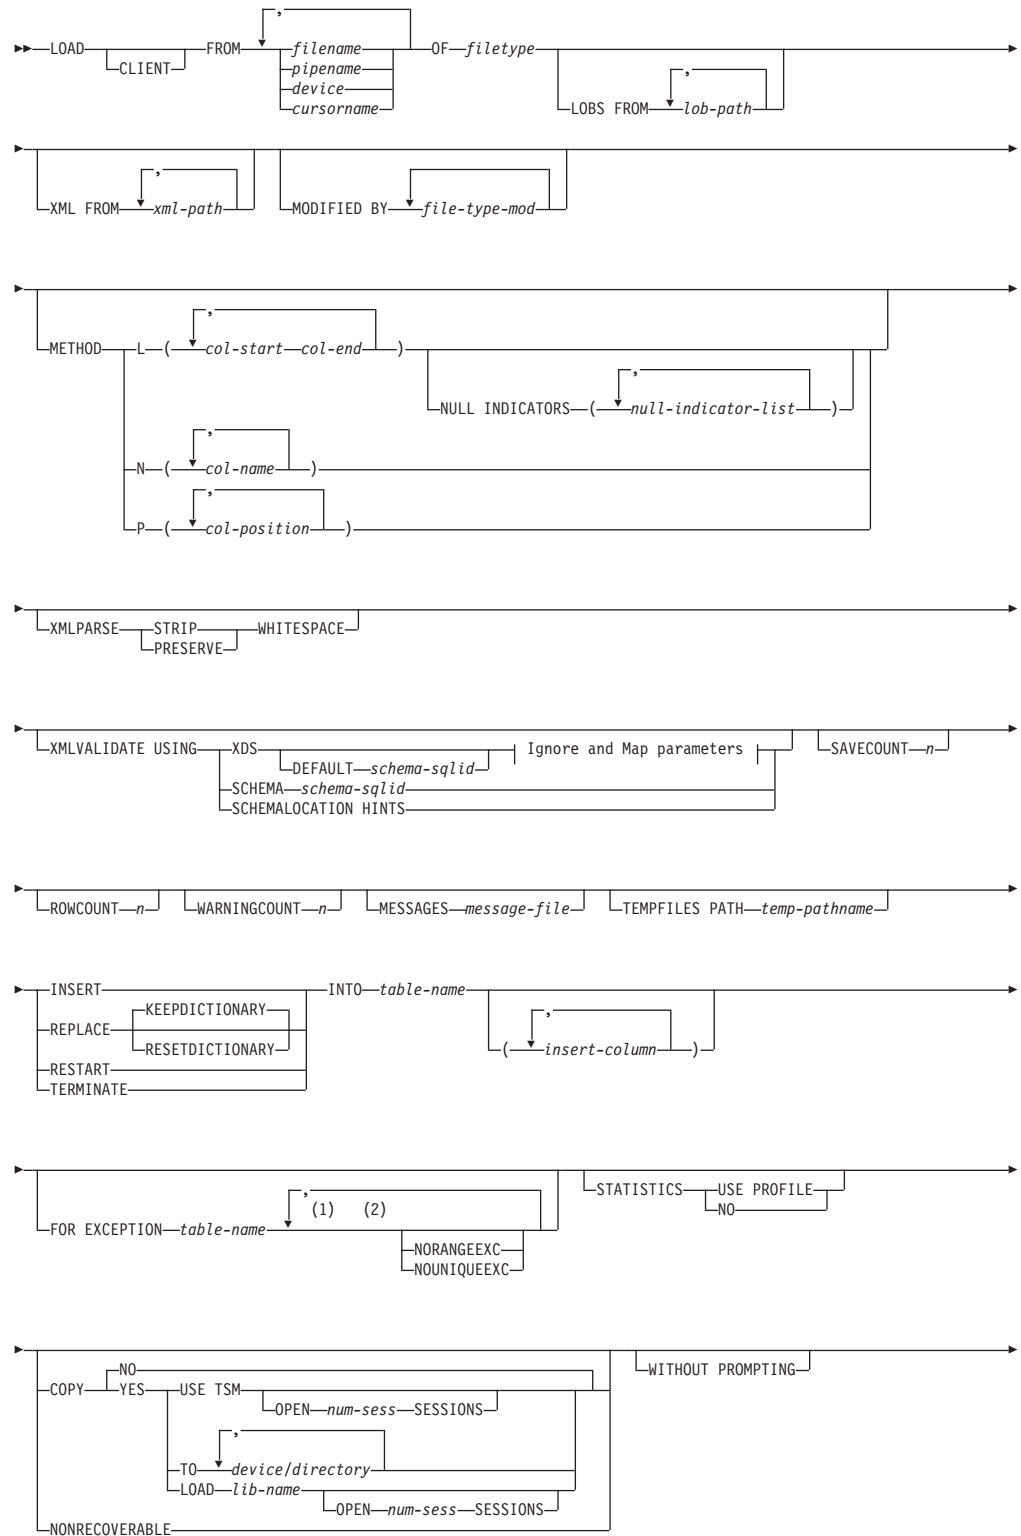 ,
LOAD CLIENT FROM filename OF filetype
pipename
device
cursorname
,
LOBS FROM lob-path
,
XML FROM xml-path
MODIFIED BY file-type-mod
,
METHOD L ( col-start col-end )
,
NULL INDICATORS ( null-indicator-list )
,
N ( col-name )
,
P ( col-position )
XMLPARSE STRIP WHITESPACE
PRESERVE
XMLVALIDATE USING XDS Ignore and Map parameters
DEFAULT schema-sqlid
SCHEMA schema-sqlid
SCHEMALOCATION HINTS
SAVECOUNT n
ROWCOUNT n WARNINGCOUNT n MESSAGES message-file TEMPFILES PATH temp-pathname
INSERT INTO table-name
KEEPDICTIONARY
REPLACE
RESETDICTIONARY
RESTART
TERMINATE
,
( insert-column )
,
(1) (2)
FOR EXCEPTION table-name
NORANGEEXC
NOUNIQUEEXC
STATISTICS USE PROFILE
NO
NO
COPY YES USE TSM
OPEN num-sess SESSIONS
,
TO device/directory
LOAD lib-name
OPEN num-sess SESSIONS
NONRECOVERABLE
WITHOUT PROMPTING